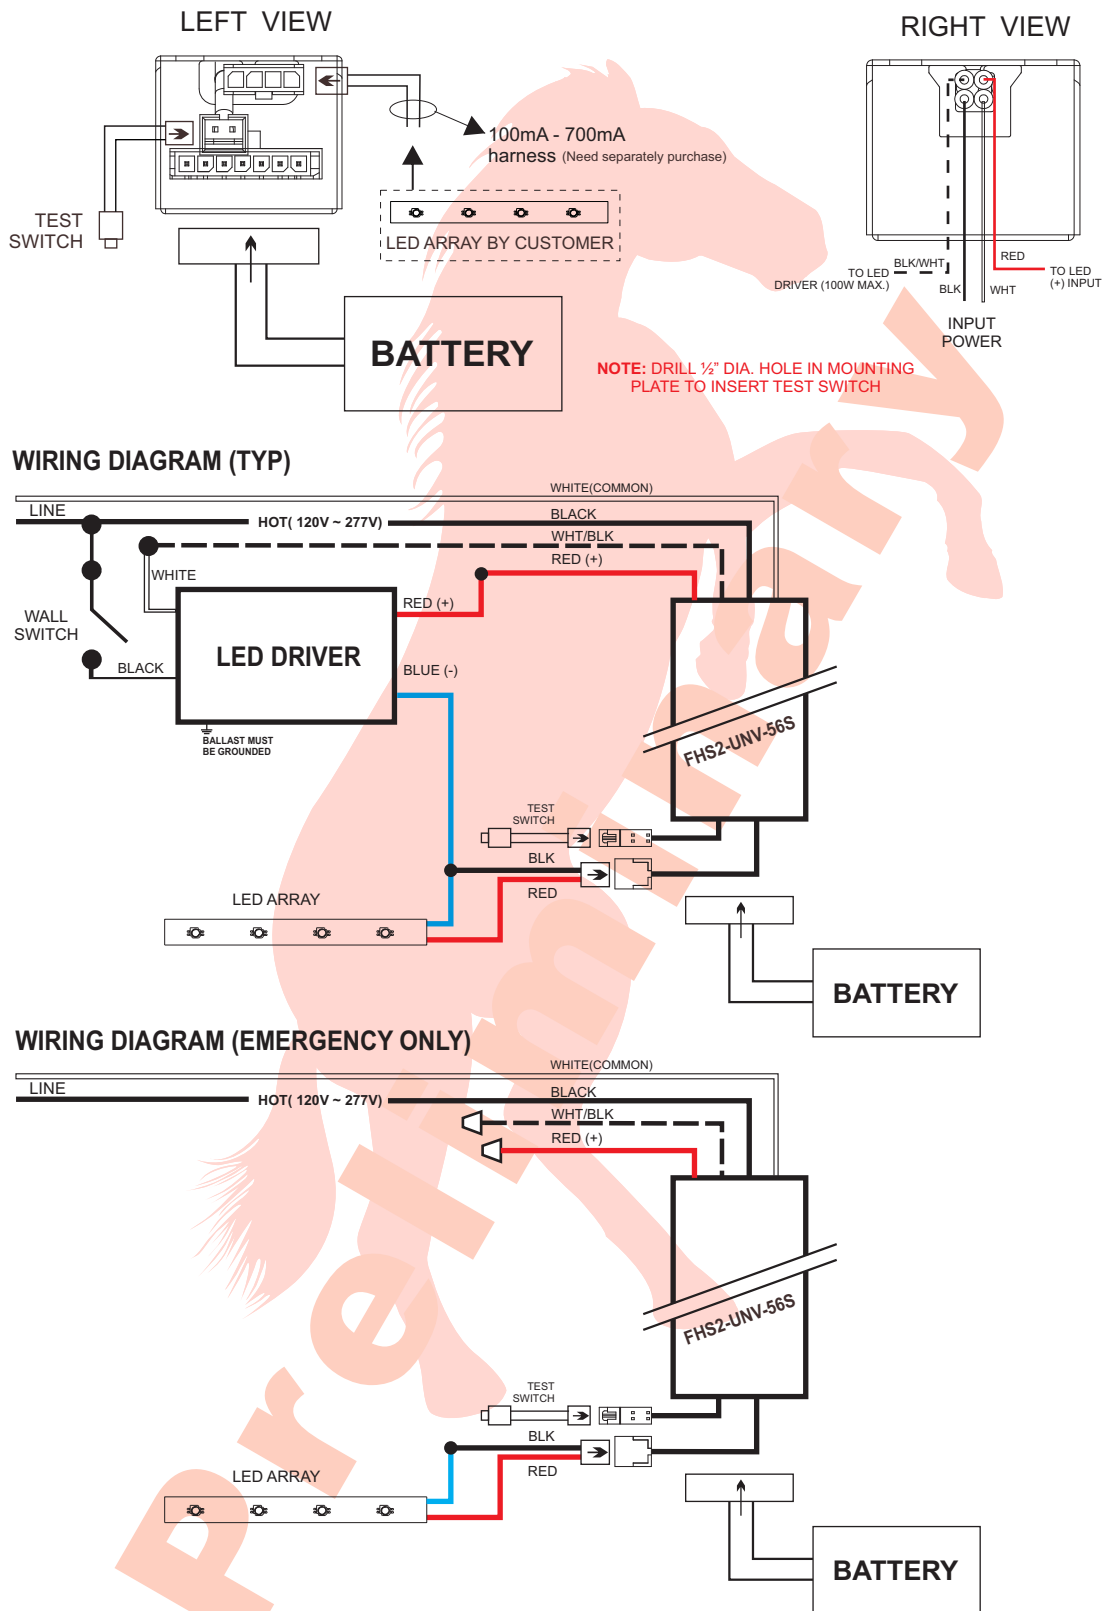 LEFT VIEW
RIGHT VIEW
100mA - 700mA
harness (Need separately purchase)
TEST
SWITCH
LED ARRAY BY CUSTOMER
BATTERY
BLK/WHT
RED
TO LED
DRIVER (100W MAX.)
TO LED
(+) INPUT
BLK
WHT
INPUT
POWER
NOTE: DRILL ½" DIA. HOLE IN MOUNTING
PLATE TO INSERT TEST SWITCH
WIRING DIAGRAM (TYP)
WHITE(COMMON)
LINE
HOT( 120V ~ 277V)
BLACK
WHT/BLK
RED (+)
WHITE
RED (+)
WALL
SWITCH
LED DRIVER
BLACK
BLUE (-)
BALLAST MUST
BE GROUNDED
FHS2-UNV-56S
TEST
SWITCH
BLK
RED
LED ARRAY
BATTERY
WIRING DIAGRAM (EMERGENCY ONLY)
WHITE(COMMON)
LINE
HOT( 120V ~ 277V)
BLACK
WHT/BLK
RED (+)
FHS2-UNV-56S
TEST
SWITCH
BLK
RED
LED ARRAY
BATTERY
Preliminary